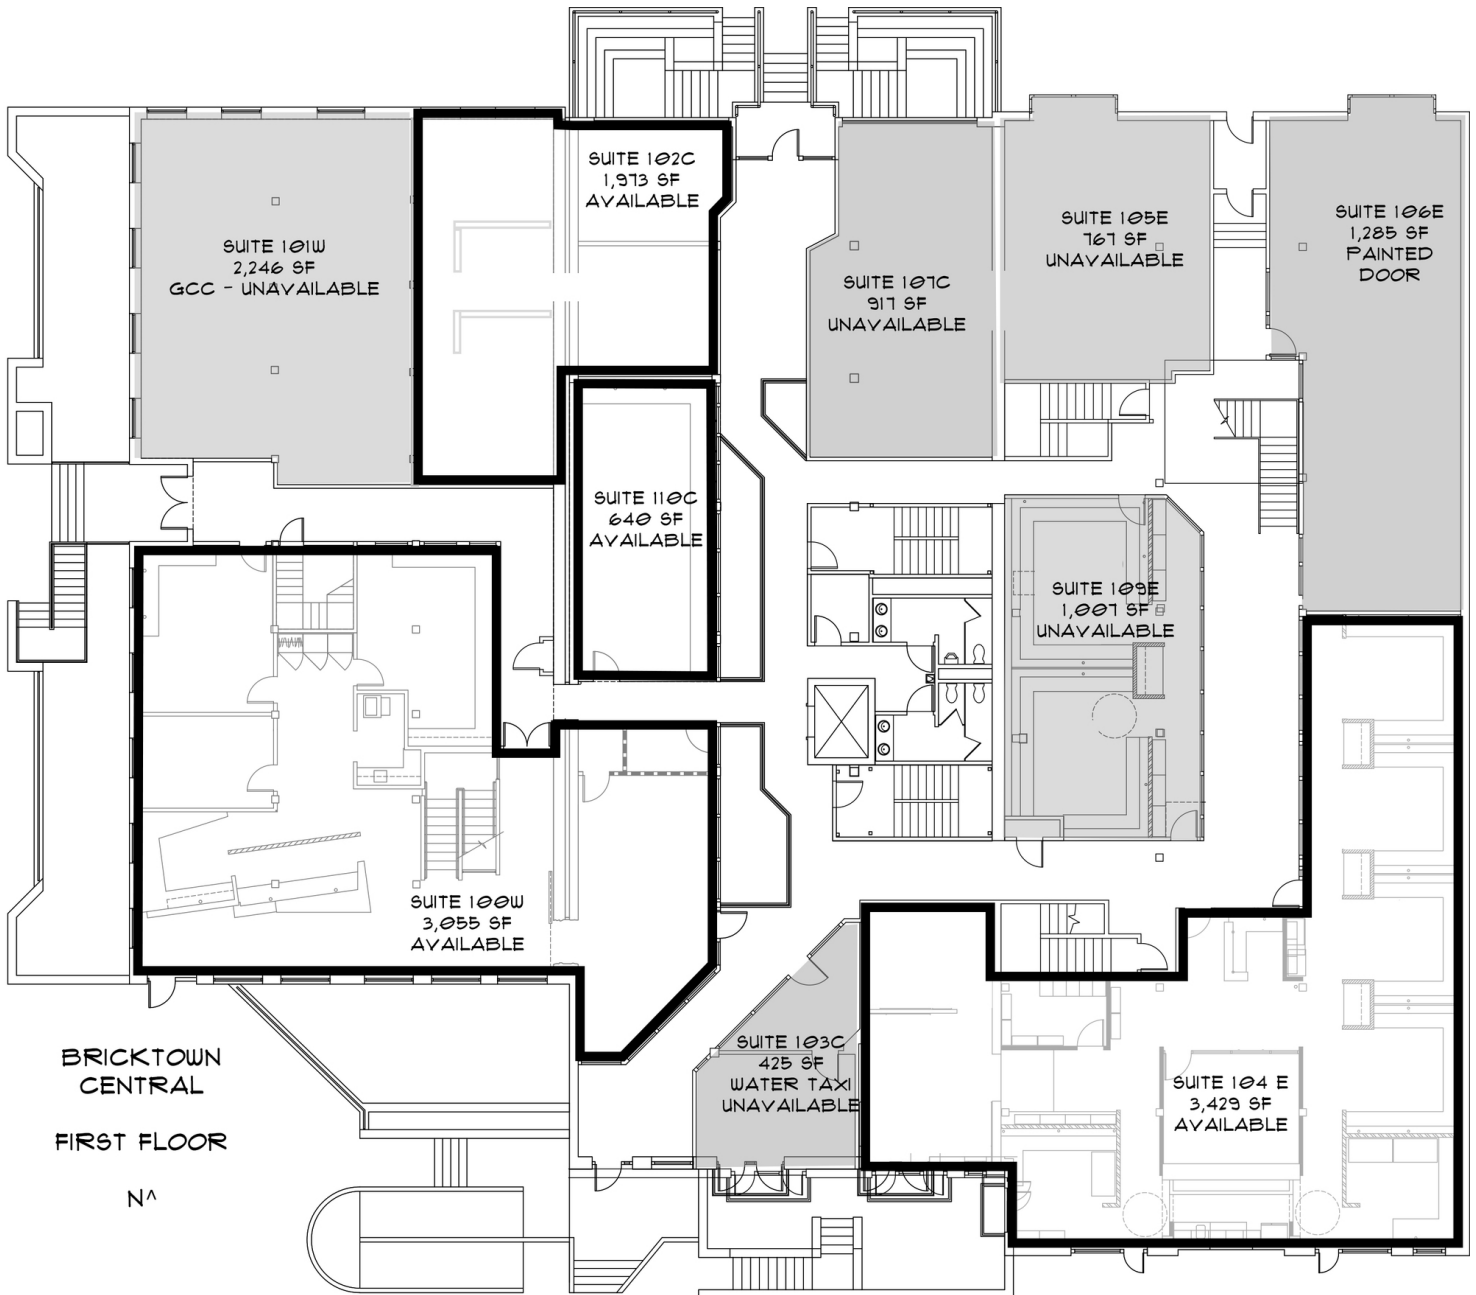 SUITE 102C
1,973 SF
AVAILABLE
SUITE 101W
2,246 SF
GCC - UNAVAILABLE
SUITE 107C
917 SF
UNAVAILABLE
SUITE 105E
767 SF
UNAVAILABLE
SUITE 106E
1,285 SF
PAINTED
DOOR
SUITE 110C
640 SF
AVAILABLE
SUITE 109E
1,007 SF
UNAVAILABLE
SUITE 100W
3,055 SF
AVAILABLE
SUITE 103C
425 SF
WATER TAXI
UNAVAILABLE
SUITE 104 E
3,429 SF
AVAILABLE
BRICKTOWN
CENTRAL
FIRST FLOOR
N^